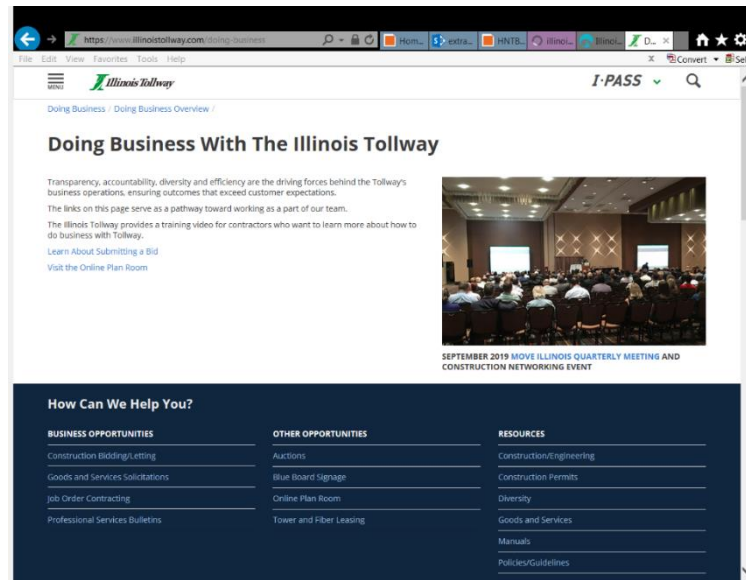 https://www.illinoistollway.com/doing-business
Hom...
extra...
HNTB...
illinoi...
Illinoi...
D...
File Edit View Favorites Tools Help
x Convert Sel
MENU
Illinois Tollway
I-PASS
Doing Business / Doing Business Overview /
Doing Business With The Illinois Tollway
Transparency, accountability, diversity and efficiency are the driving forces behind the Tollway's
business operations, ensuring outcomes that exceed customer expectations.
The links on this page serve as a pathway toward working as a part of our team.
The Illinois Tollway provides a training video for contractors who want to learn more about how to
do business with Tollway.
Learn About Submitting a Bid
Visit the Online Plan Room
SEPTEMBER 2019 MOVE ILLINOIS QUARTERLY MEETING AND
CONSTRUCTION NETWORKING EVENT
How Can We Help You?
BUSINESS OPPORTUNITIES
Construction Bidding/Letting
Goods and Services Solicitations
Job Order Contracting
Professional Services Bulletins
OTHER OPPORTUNITIES
Auctions
Blue Board Signage
Online Plan Room
Tower and Fiber Leasing
RESOURCES
Construction/Engineering
Construction Permits
Diversity
Goods and Services
Manuals
Policies/Guidelines